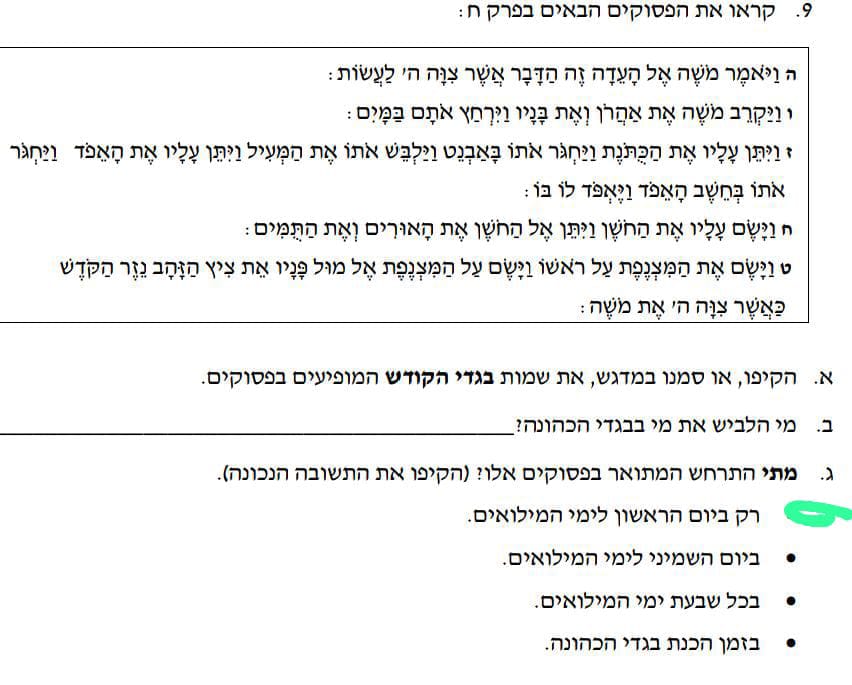 9. קראו את הפסוקים הבאים בפרק ח:
ה וַיֹּאמֶר מֹשֶׁה אֶל הָעֵדָה זֶה הַדָּבָר אֲשֶׁר צִוָּה ה' לַעֲשׂוֹת:
ו וַיַּקְרֵב מֹשֶׁה אֶת אַהֲרֹן וְאֶת בָּנָיו וַיִּרְחַץ אֹתָם בַּמָּיִם:
ז וַיִּתֵּן עָלָיו אֶת הַכֻּתֹּנֶת וַיַּחְגֹּר אֹתוֹ בָּאַבְנֵט וַיַּלְבֵּשׁ אֹתוֹ אֶת הַמְּעִיל וַיִּתֵּן עָלָיו אֶת הָאֵפֹד וַיַּחְגֹּר
אֹתוֹ בְּחֵשֶׁב הָאֵפֹד וַיֶּאְפֹּד לוֹ בּוֹ:
ח וַיָּשֶׂם עָלָיו אֶת הַחֹשֶׁן וַיִּתֵּן אֶל הַחֹשֶׁן אֶת הָאוּרִים וְאֶת הַתֻּמִּים:
ט וַיָּשֶׂם אֶת הַמִּצְנֶפֶת עַל רֹאשׁוֹ וַיָּשֶׂם עַל הַמִּצְנֶפֶת אֶל מוּל פָּנָיו אֵת צִיץ הַזָּהָב נֵזֶר הַקֹּדֶשׁ
כַּאֲשֶׁר צִוָּה ה' אֶת מֹשֶׁה:
א. הקיפו, או סמנו במדגש, את שמות בגדי הקודש המופיעים בפסוקים.
ב. מי הלביש את מי בבגדי הכהונה?
ג. מתי התרחש המתואר בפסוקים אלו? (הקיפו את התשובה הנכונה).
רק ביום הראשון לימי המילואים.
• ביום השמיני לימי המילואים.
• בכל שבעת ימי המילואים.
• בזמן הכנת בגדי הכהונה.